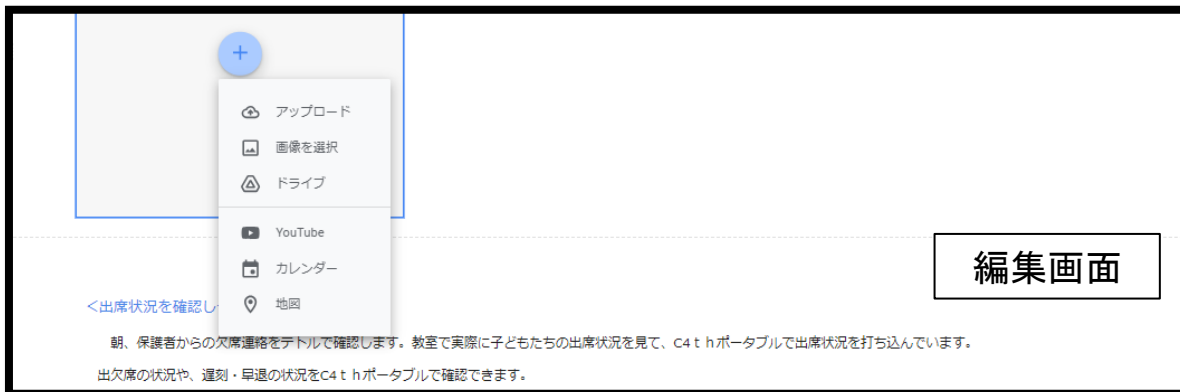 アップロード
画像を選択
ドライブ
YouTube
カレンダー
地図
編集画面
<出席状況を確認し
朝、保護者からの欠席連絡をテトルで確認します。教室で実際に子どもたちの出席状況を見て、C4ｔｈポータブルで出席状況を打ち込んでいます。
出欠席の状況や、遅刻・早退の状況をC4ｔｈポータブルで確認できます。